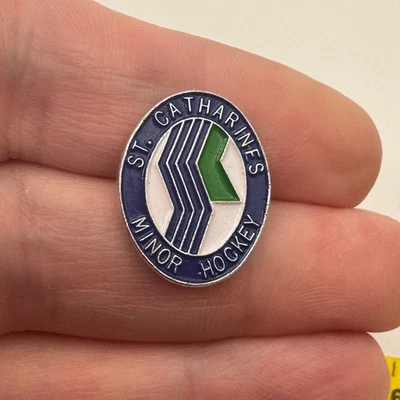 ST. CATHARINES
MINOR HOCKEY